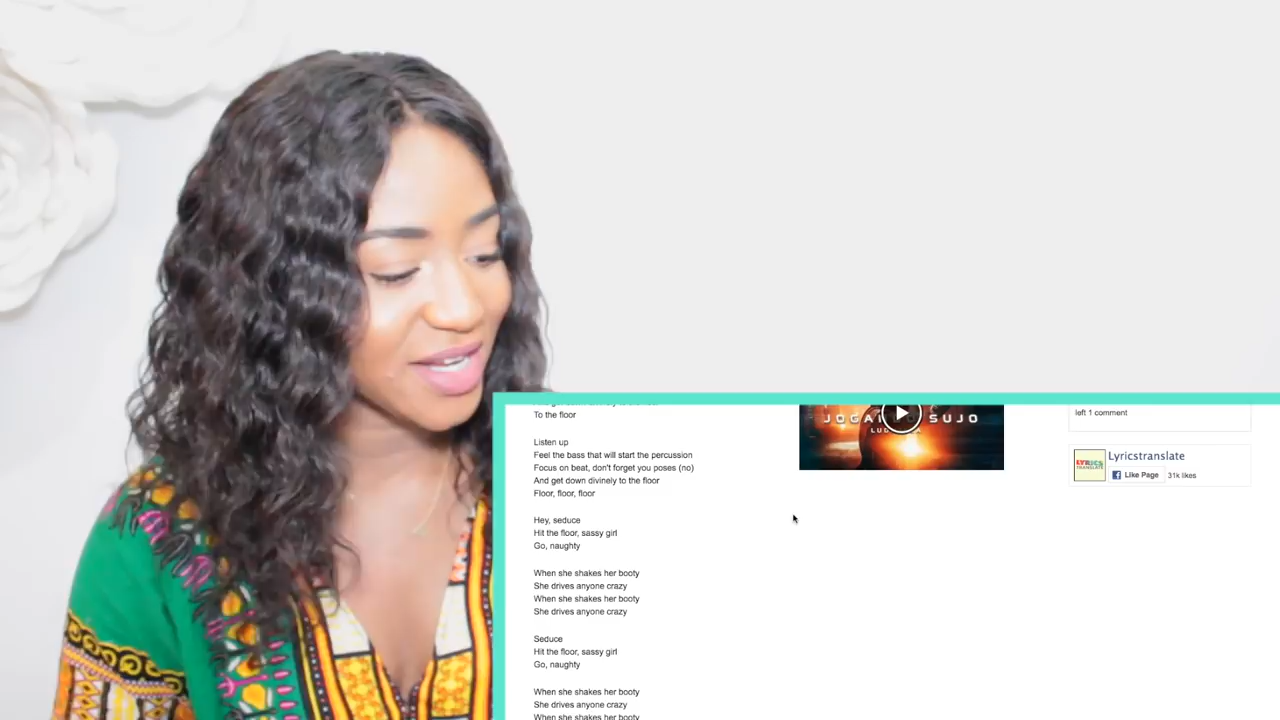 To the floor
Listen up
Feel the bass that will start the percussion
Focus on beat, don't forget you poses (no)
And get down divinely to the floor
Floor, floor, floor
Hey, seduce
Hit the floor, sassy girl
Go, naughty
When she shakes her booty
She drives anyone crazy
When she shakes her booty
She drives anyone crazy
Seduce
Hit the floor, sassy girl
Go, naughty
When she shakes her booty
She drives anyone crazy
When she shakes her booty
SUJO
left 1 comment
LYRICS
TRANSLATE
Lyricstranslate
Like Page
31k likes